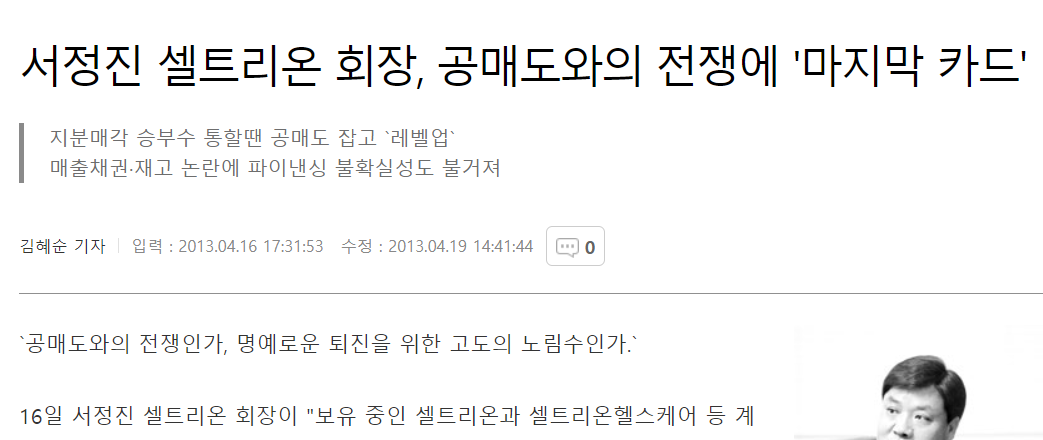 서정진 셀트리온 회장, 공매도와의 전쟁에 '마지막 카드'
지분매각 승부수 통할땐 공매도 잡고 `레벨업`
매출채권·재고 논란에 파이낸싱 불확실성도 불거져
김혜순 기자 입력 : 2013.04.16 17:31:53 수정 : 2013.04.19 14:41:44 0
`공매도와의 전쟁인가, 명예로운 퇴진을 위한 고도의 노림수인가.`
16일 서정진 셀트리온 회장이 "보유 중인 셀트리온과 셀트리온헬스케어 등 계